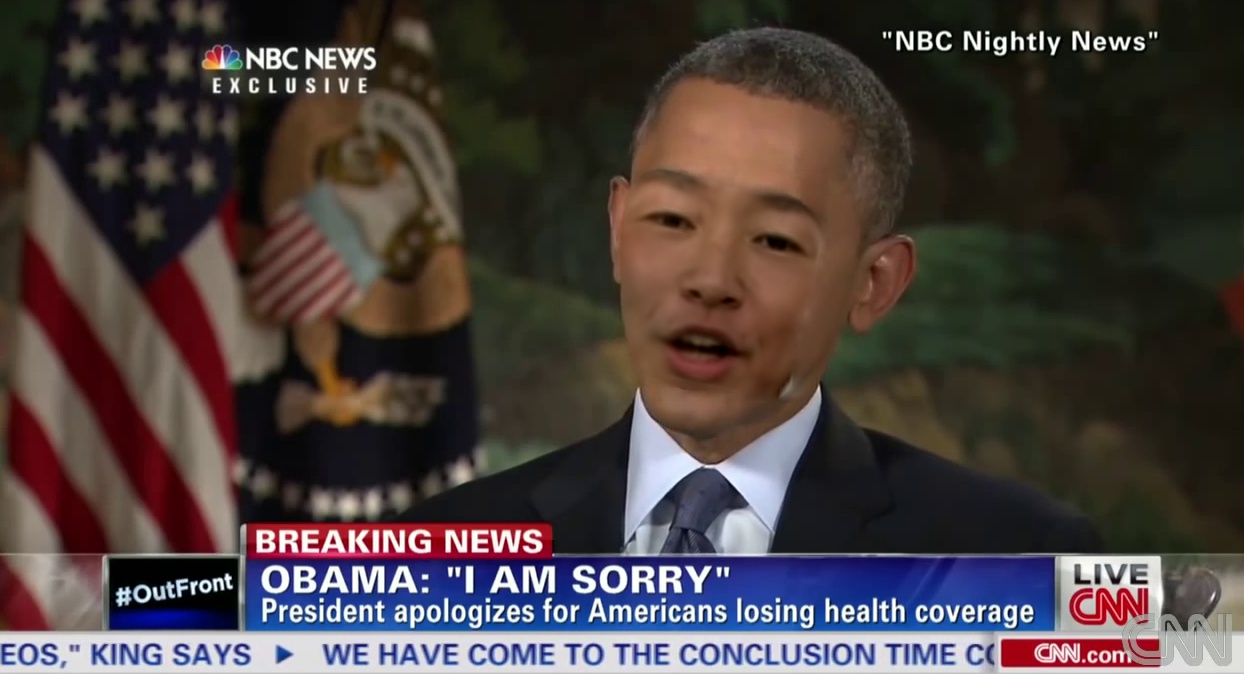 NBC NEWS
EXCLUSIVE
"NBC Nightly News"
BREAKING NEWS
#OutFront
OBAMA: "I AM SORRY"
President apologizes for Americans losing health coverage
LIVE
CNN
EOS," KING SAYS ▶ WE HAVE COME TO THE CONCLUSION TIME CO
CNN.com
CNN